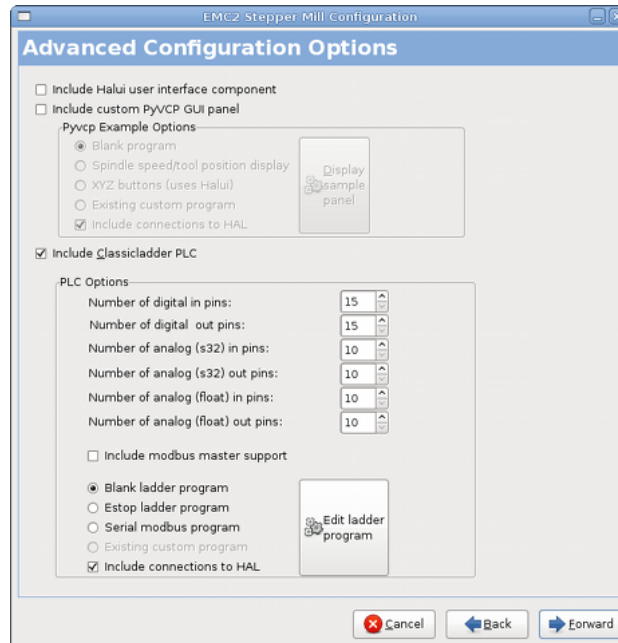 EMC2 Stepper Mill Configuration
Advanced Configuration Options
Include Halui user interface component
Include custom PyVCP GUI panel
Pyvcp Example Options
Blank program
Spindle speed/tool position display
XYZ buttons (uses Halui)
Existing custom program
Include connections to HAL
Display
sample
panel
Include Classicladder PLC
PLC Options
Number of digital in pins: 15
Number of digital out pins: 15
Number of analog (s32) in pins: 10
Number of analog (s32) out pins: 10
Number of analog (float) in pins: 10
Number of analog (float) out pins: 10
Include modbus master support
Blank ladder program
Estop ladder program
Serial modbus program
Existing custom program
Include connections to HAL
Edit ladder
program
Cancel Back Forward